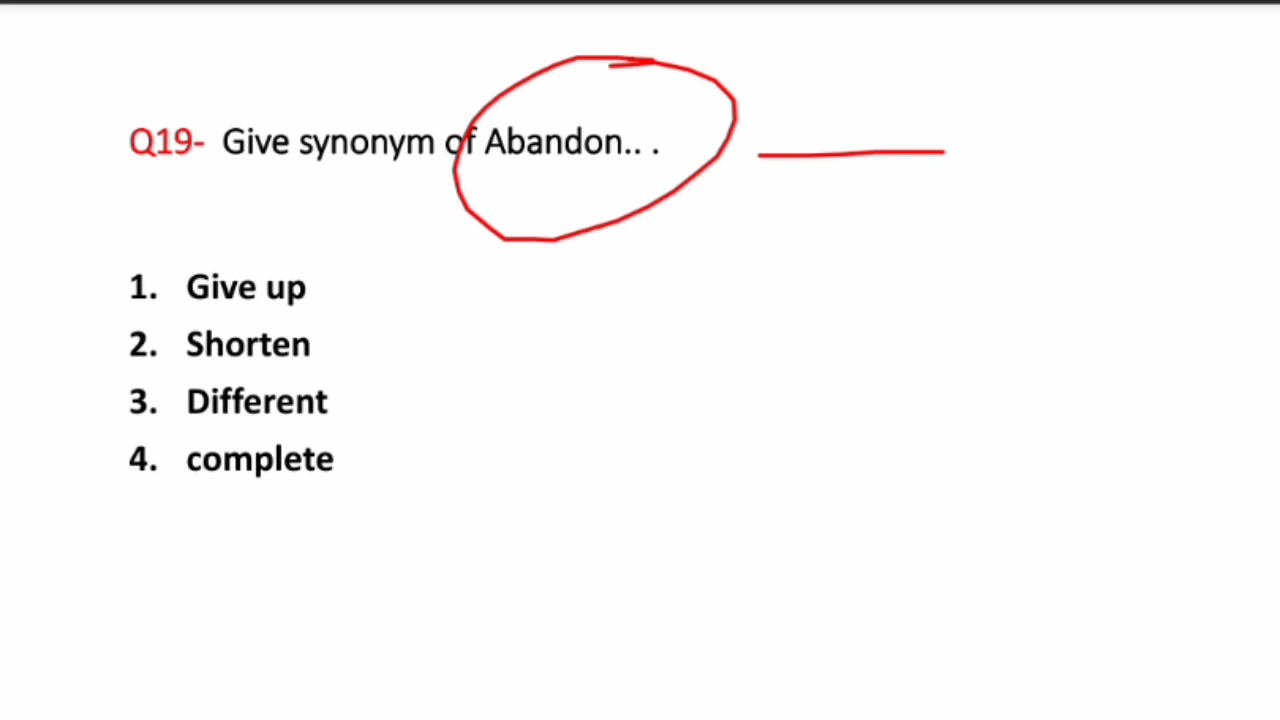 Q19- Give synonym of Abandon.. .
1. Give up
2. Shorten
3. Different
4. complete